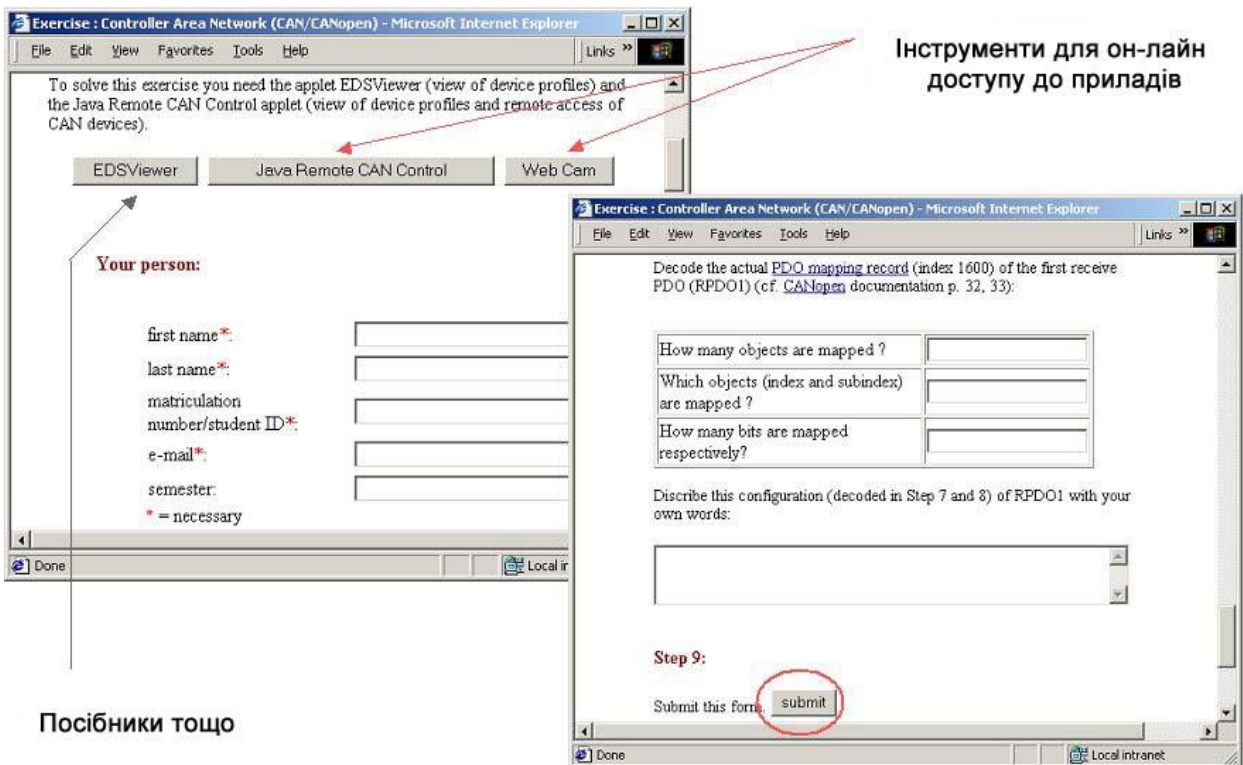 Exercise : Controller Area Network (CAN/CANopen) - Microsoft Internet Explorer
File Edit View Favorites Tools Help
Links »
To solve this exercise you need the applet EDSViewer (view of device profiles) and
the Java Remote CAN Control applet (view of device profiles and remote access of
CAN devices).
EDSViewer
Java Remote CAN Control
Web Cam
Your person:
first name*:
last name*:
matriculation
number/student ID*:
e-mail*:
semester:
* = necessary
Done
Local in
Інструменти для он-лайн
доступу до приладів
Exercise : Controller Area Network (CAN/CANopen) - Microsoft Internet Explorer
File Edit View Favorites Tools Help
Links »
Decode the actual PDO mapping record (index 1600) of the first receive
PDO (RPDO1) (cf. CANopen documentation p. 32, 33):
How many objects are mapped ?
Which objects (index and subindex)
are mapped ?
How many bits are mapped
respectively?
Discribe this configuration (decoded in Step 7 and 8) of RPDO1 with your
own words:
Step 9:
Submit this form. submit
Done
Local intranet
Посібники тощо